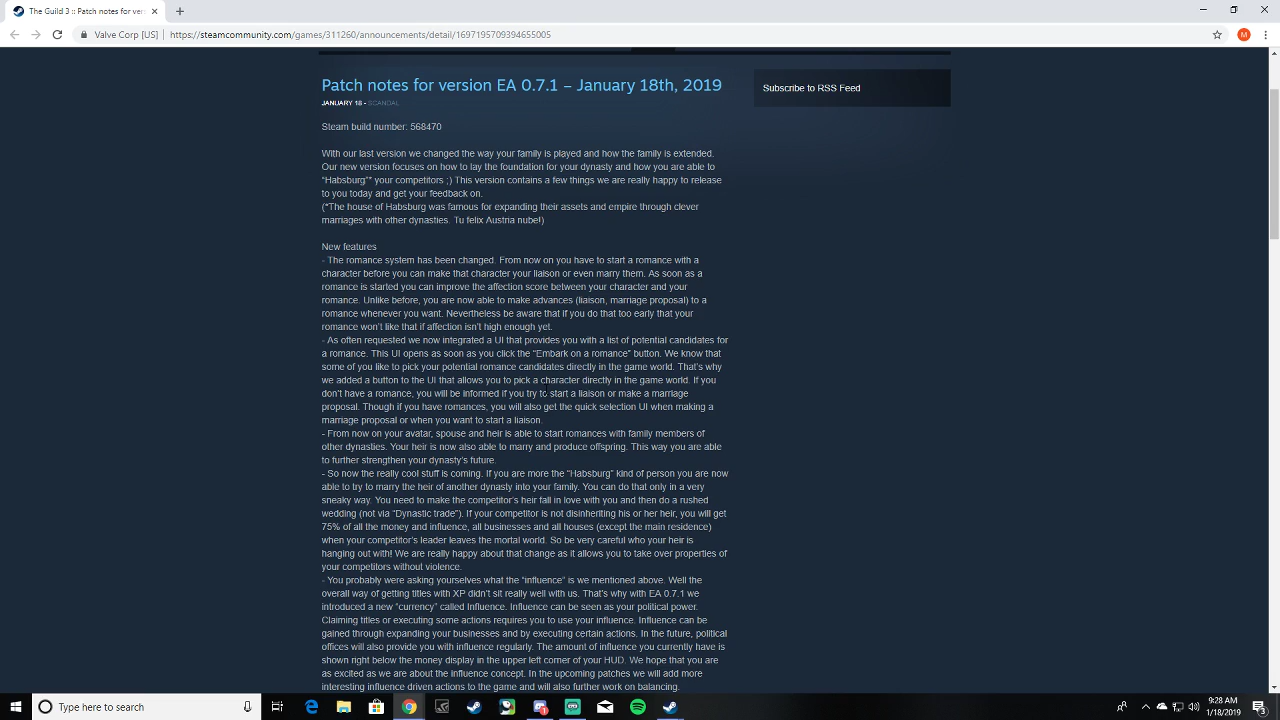 The Guild 3 :: Patch notes for ver
Valve Corp [US]
https://steamcommunity.com/games/311260/announcements/detail/1697195709394655005
M
Patch notes for version EA 0.7.1 – January 18th, 2019
JANUARY 18 - SCANDAL
Subscribe to RSS Feed
Steam build number: 568470
With our last version we changed the way your family is played and how the family is extended.
Our new version focuses on how to lay the foundation for your dynasty and how you are able to
"Habsburg"* your competitors ;) This version contains a few things we are really happy to release
to you today and get your feedback on.
(*The house of Habsburg was famous for expanding their assets and empire through clever
marriages with other dynasties. Tu felix Austria nube!)
New features
- The romance system has been changed. From now on you have to start a romance with a
character before you can make that character your liaison or even marry them. As soon as a
romance is started you can improve the affection score between your character and your
romance. Unlike before, you are now able to make advances (liaison, marriage proposal) to a
romance whenever you want. Nevertheless be aware that if you do that too early that your
romance won't like that if affection isn't high enough yet.
- As often requested we now integrated a UI that provides you with a list of potential candidates for
a romance. This UI opens as soon as you click the "Embark on a romance" button. We know that
some of you like to pick your potential romance candidates directly in the game world. That's why
we added a button to the UI that allows you to pick a character directly in the game world. If you
don't have a romance, you will be informed if you try to start a liaison or make a marriage
proposal. Though if you have romances, you will also get the quick selection UI when making a
marriage proposal or when you want to start a liaison.
- From now on your avatar, spouse and heir is able to start romances with family members of
other dynasties. Your heir is now also able to marry and produce offspring. This way you are able
to further strengthen your dynasty's future.
- So now the really cool stuff is coming. If you are more the "Habsburg" kind of person you are now
able to try to marry the heir of another dynasty into your family. You can do that only in a very
sneaky way. You need to make the competitor's heir fall in love with you and then do a rushed
wedding (not via "Dynastic trade"). If your competitor is not disinheriting his or her heir, you will get
75% of all the money and influence, all businesses and all houses (except the main residence)
when your competitor's leader leaves the mortal world. So be very careful who your heir is
hanging out with! We are really happy about that change as it allows you to take over properties of
your competitors without violence.
- You probably were asking yourselves what the "influence" is we mentioned above. Well the
overall way of getting titles with XP didn't sit really well with us. That's why with EA 0.7.1 we
introduced a new "currency" called Influence. Influence can be seen as your political power.
Claiming titles or executing some actions requires you to use your influence. Influence can be
gained through expanding your businesses and by executing certain actions. In the future, political
offices will also provide you with influence regularly. The amount of influence you currently have is
shown right below the money display in the upper left corner of your HUD. We hope that you are
as excited as we are about the influence concept. In the upcoming patches we will add more
interesting influence driven actions to the game and will also further work on balancing.
Type here to search
9:28 AM
1/18/2019